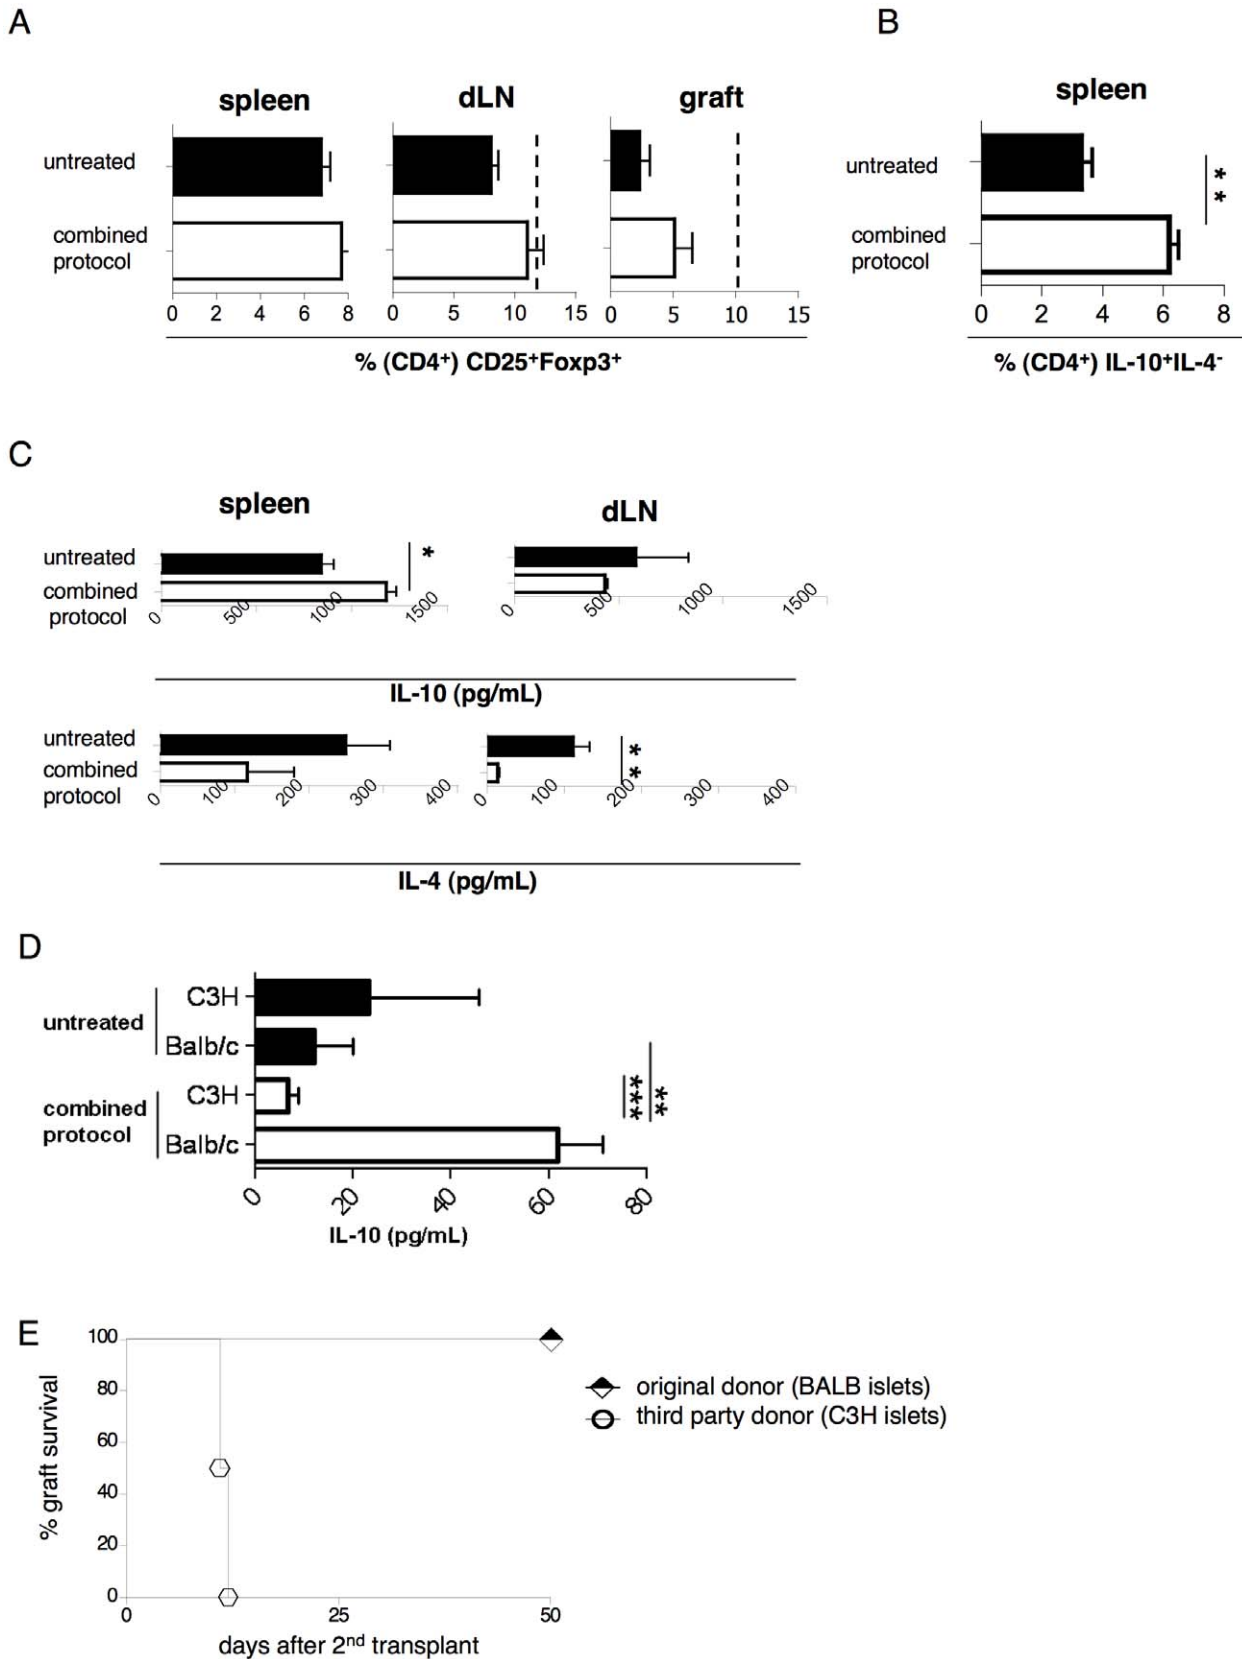 A
B
spleen
dLN
graft
spleen
untreated
combined
protocol
0 2 4 6 8
0 5 10 15
0 5 10 15
% (CD4⁺) CD25⁺Foxp3⁺
untreated
combined
protocol
**
0 2 4 6 8
% (CD4⁺) IL-10⁺IL-4⁻
C
spleen
dLN
untreated
combined
protocol
*
0 500 1000 1500
0 500 1000 1500
IL-10 (pg/mL)
untreated
combined
protocol
**
0 100 200 300 400
0 100 200 300 400
IL-4 (pg/mL)
D
untreated
C3H
Balb/c
combined
protocol
C3H
Balb/c
***
**
0 20 40 60 80
IL-10 (pg/mL)
E
% graft survival
100
80
60
40
20
0
0 25 50
days after 2ⁿᵈ transplant
original donor (BALB islets)
third party donor (C3H islets)